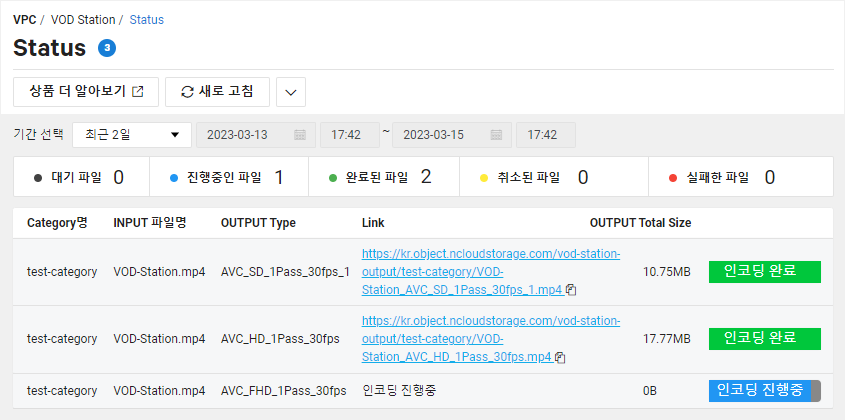 VPC / VOD Station / Status
Status 3
상품 더 알아보기 새로 고침
기간 선택 최근 2일 2023-03-13 17:42 ~ 2023-03-15 17:42
대기 파일 0 진행중인 파일 1 완료된 파일 2 취소된 파일 0 실패한 파일 0
Category명 INPUT 파일명 OUTPUT Type Link OUTPUT Total Size
https://kr.object.ncloudstorage.com/vod-station-
test-category VOD-Station.mp4 AVC_SD_1Pass_30fps_1 output/test-category/VOD- 10.75MB 인코딩 완료
Station_AVC_SD_1Pass_30fps_1.mp4
https://kr.object.ncloudstorage.com/vod-station-
test-category VOD-Station.mp4 AVC_HD_1Pass_30fps output/test-category/VOD- 17.77MB 인코딩 완료
Station_AVC_HD_1Pass_30fps.mp4
test-category VOD-Station.mp4 AVC_FHD_1Pass_30fps 인코딩 진행중 0B 인코딩 진행중